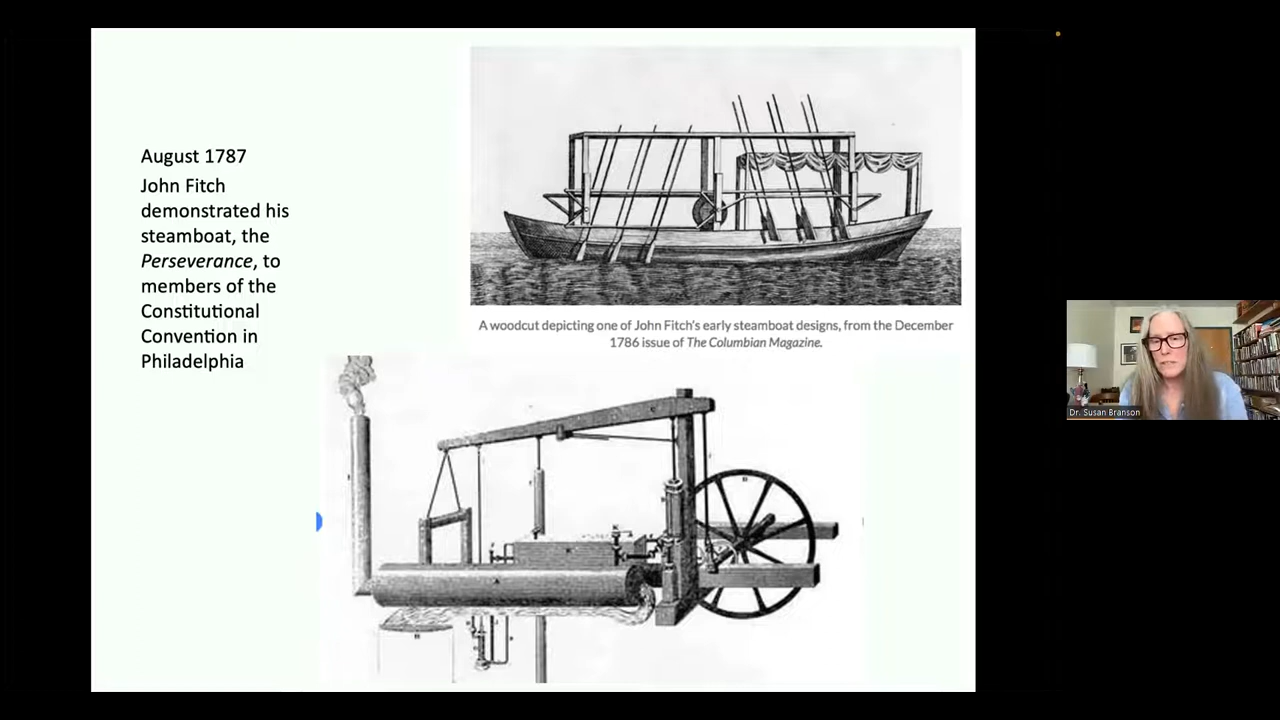 August 1787
John Fitch
demonstrated his
steamboat, the
Perseverance, to
members of the
Constitutional
Convention in
Philadelphia
A woodcut depicting one of John Fitch's early steamboat designs, from the December
1786 issue of The Columbian Magazine.
Dr. Susan Branson